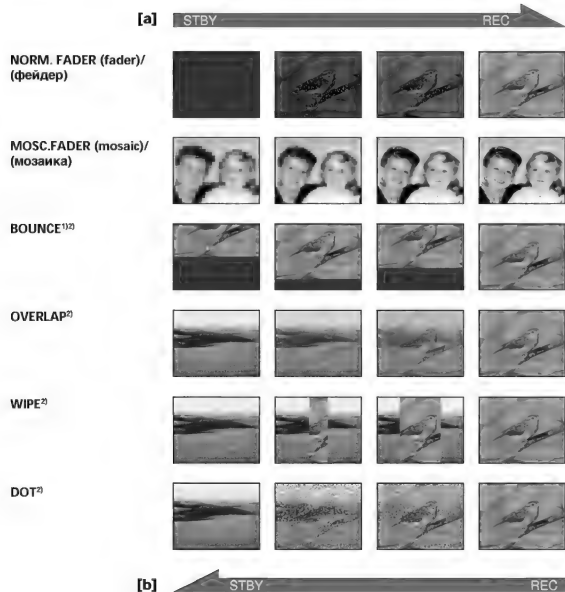 [a] STBY REC
NORM. FADER (fader)/
(фейдер)
MOSC.FADER (mosaic)/
(мозаика)
BOUNCE¹⁾²⁾
OVERLAP²⁾
WIPE²⁾
DOT²⁾
[b] STBY REC